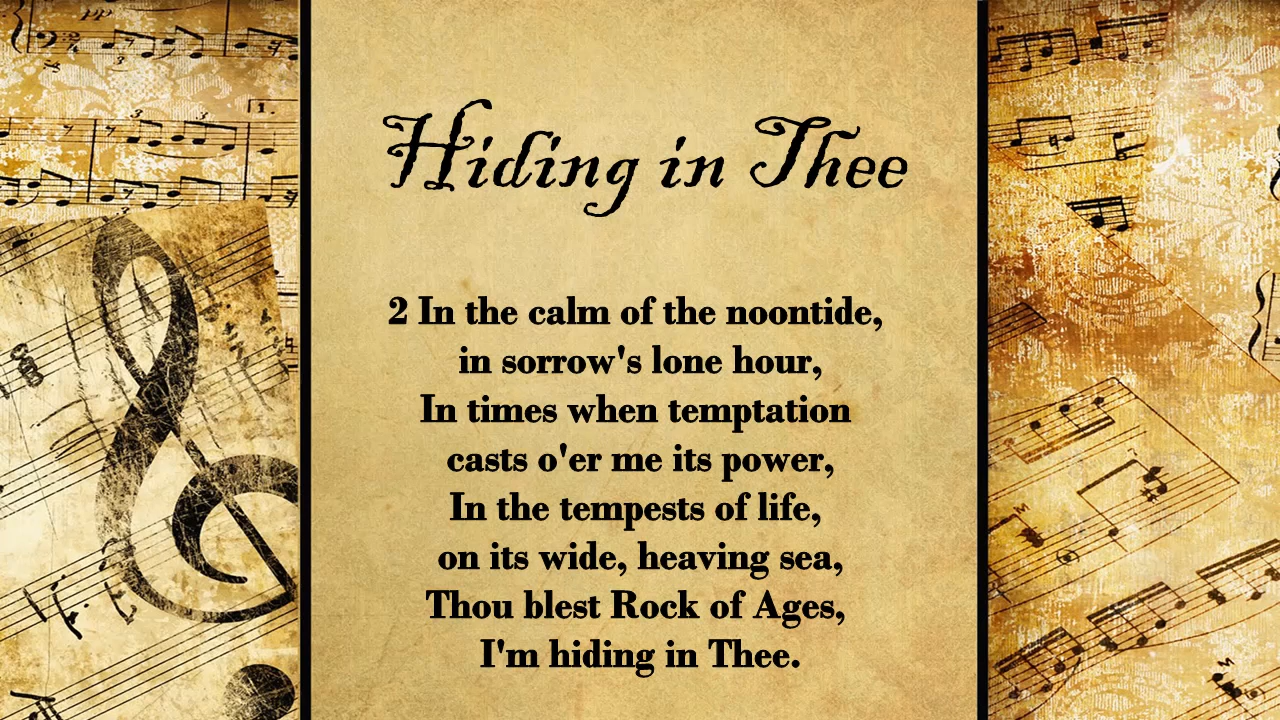 Hiding in Thee
2 In the calm of the noontide,
in sorrow's lone hour,
In times when temptation
casts o'er me its power,
In the tempests of life,
on its wide, heaving sea,
Thou blest Rock of Ages,
I'm hiding in Thee.